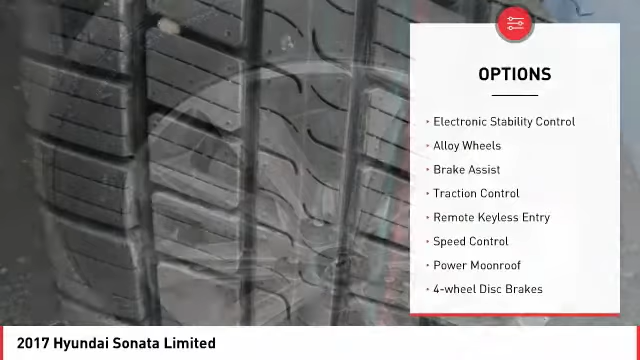 OPTIONS
Electronic Stability Control
Alloy Wheels
Brake Assist
Traction Control
Remote Keyless Entry
Speed Control
Power Moonroof
4-wheel Disc Brakes
2017 Hyundai Sonata Limited